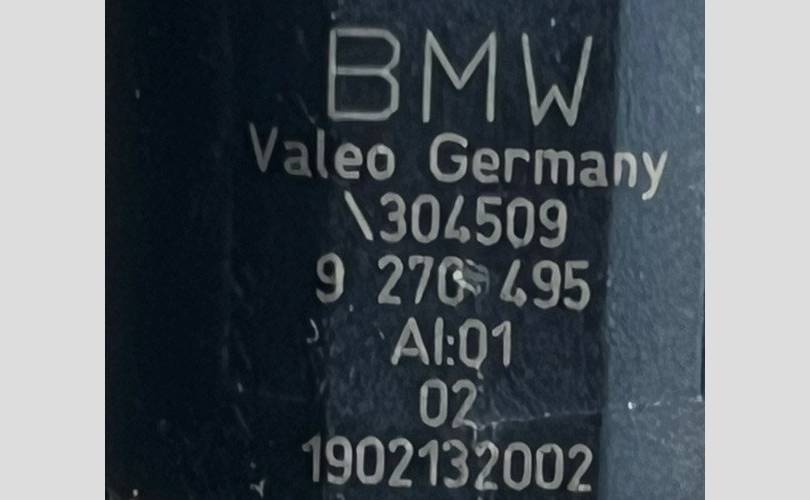 BMW
Valeo Germany
\304509
9 270 495
AI:01
02
1902132002